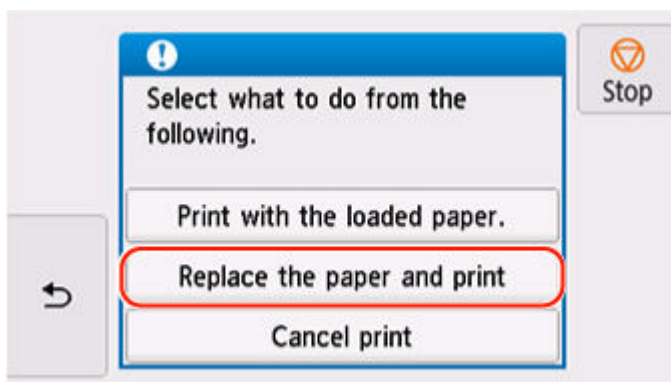 Select what to do from the
following.
Stop
Print with the loaded paper.
Replace the paper and print
Cancel print